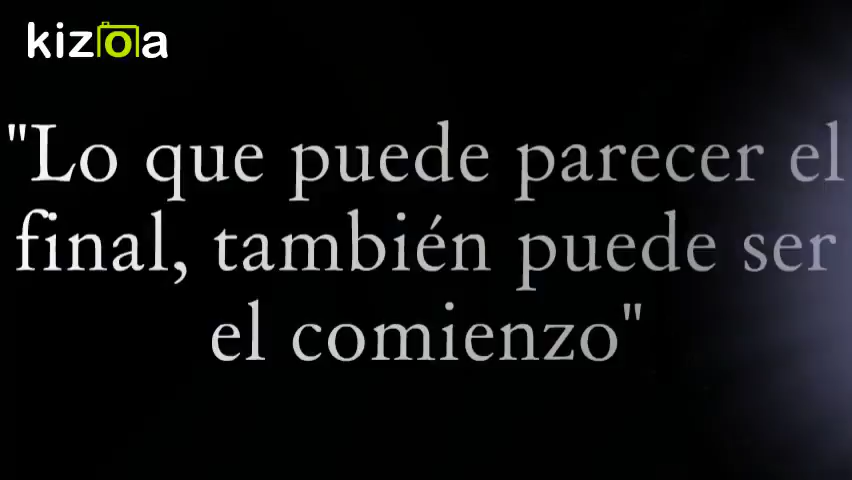 kizoa
"Lo que puede parecer el
final, también puede ser
el comienzo"